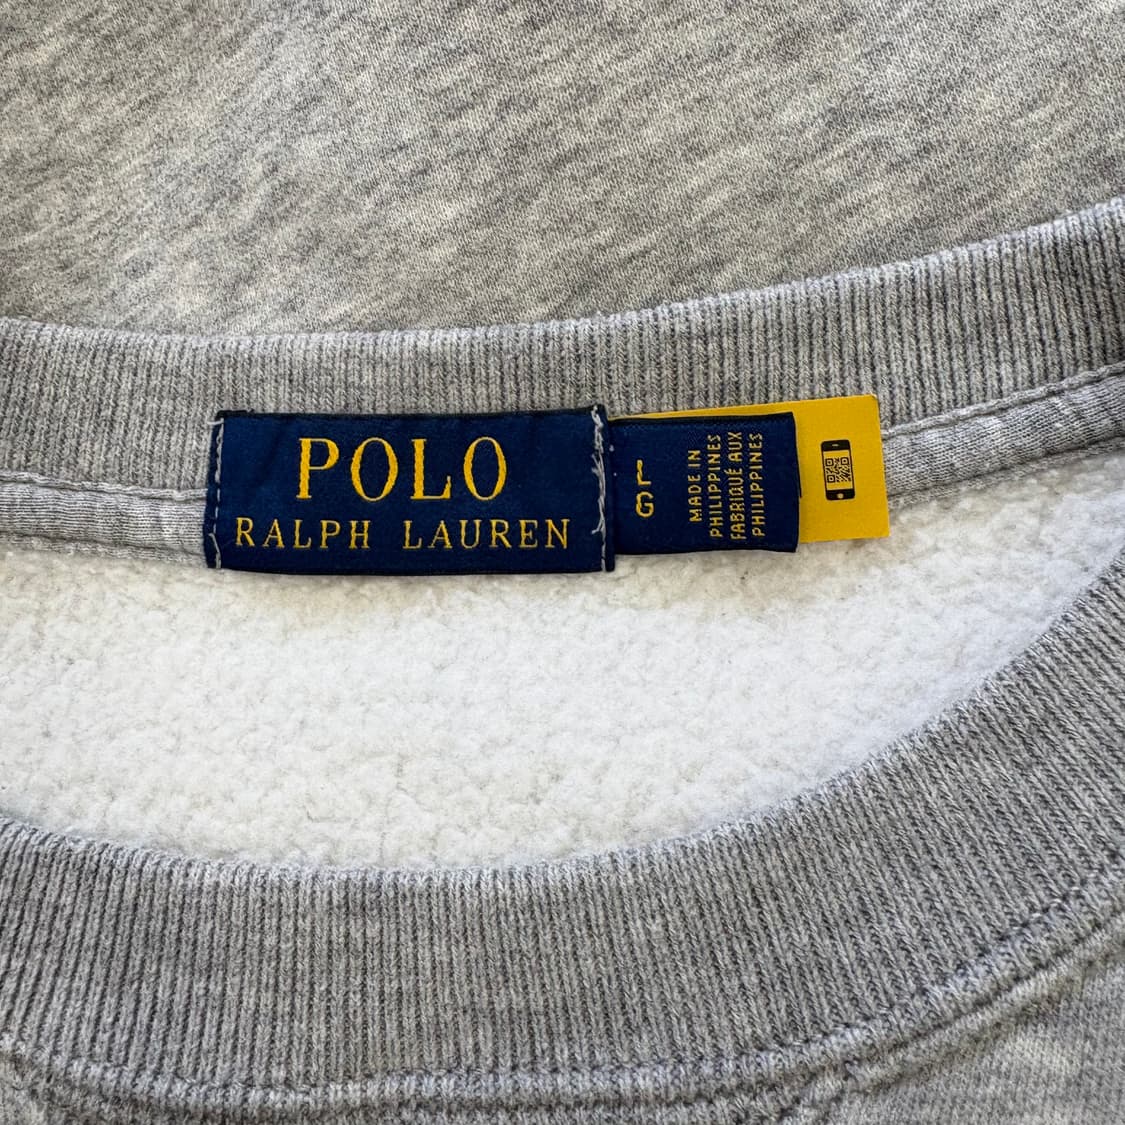 POLO
RALPH LAUREN
L
G
MADE IN
PHILIPPINES
FABRIQUÉ AUX
PHILIPPINES